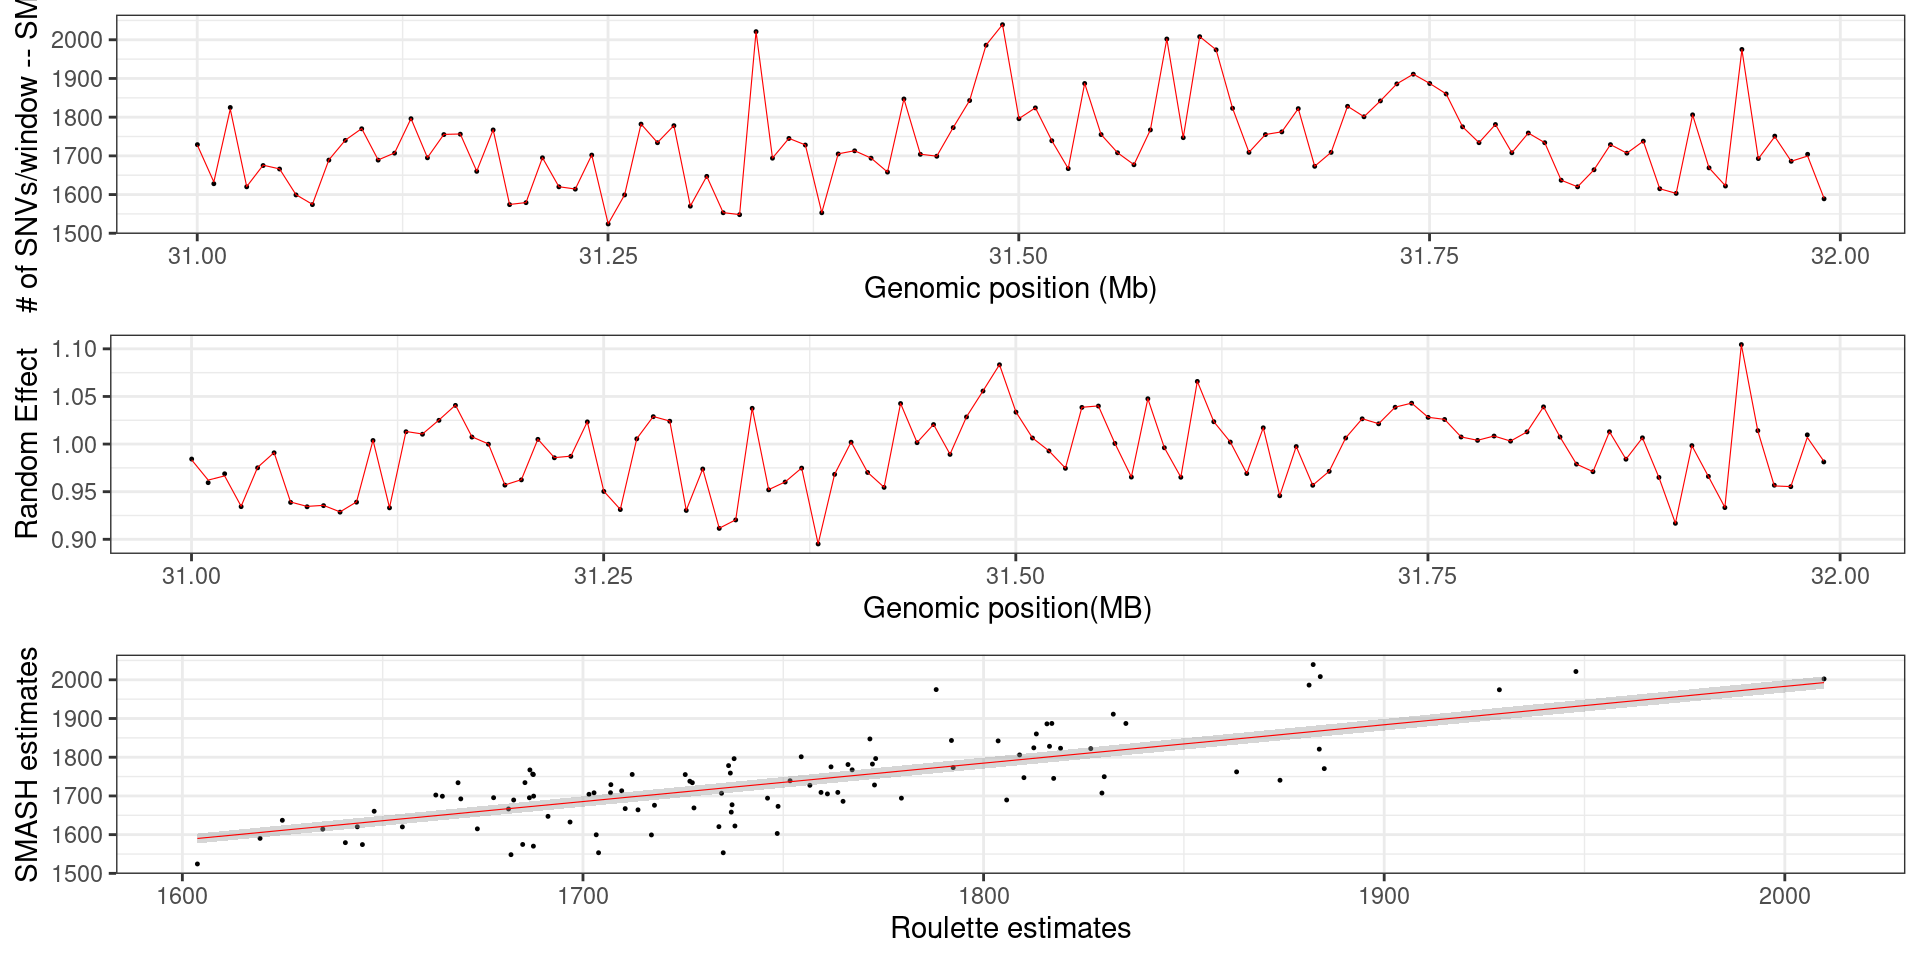 # of SNVs/window -- SM
2000
1900
1800
1700
1600
1500
31.00 31.25 31.50 31.75 32.00
Genomic position (Mb)
Random Effect
1.10
1.05
1.00
0.95
0.90
31.00 31.25 31.50 31.75 32.00
Genomic position(MB)
SMASH estimates
2000
1900
1800
1700
1600
1500
1600 1700 1800 1900 2000
Roulette estimates